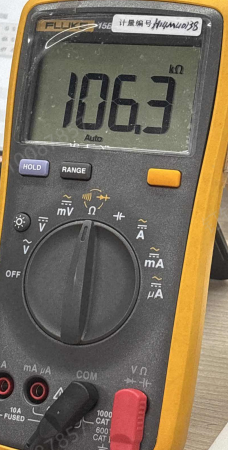 FLUKE 15B
计量编号
106.3
kΩ
Auto
HOLD
RANGE
mV
Ω
V
A
V
mA
OFF
μA
A
mA μA
COM
V Ω
10A
FUSED
1000
CAT
600
CAT